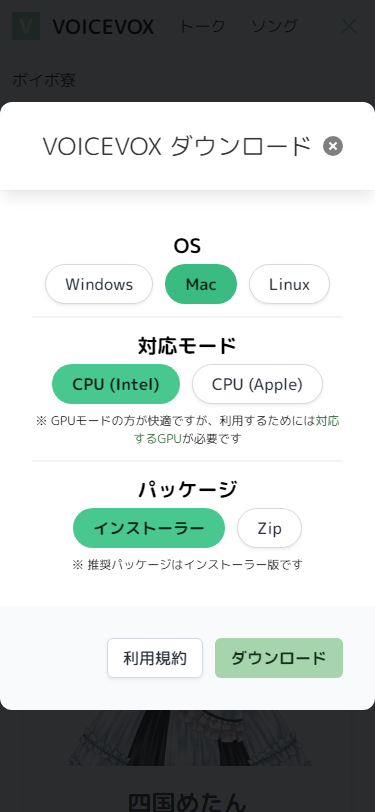 V VOICEVOX トーク ソング
ボイボ寮
VOICEVOX ダウンロード
OS
Windows Mac Linux
対応モード
CPU (Intel) CPU (Apple)
※ GPUモードの方が快適ですが、利用するためには対応
するGPUが必要です
パッケージ
インストーラー Zip
※ 推奨パッケージはインストーラー版です
利用規約 ダウンロード
四国めたん